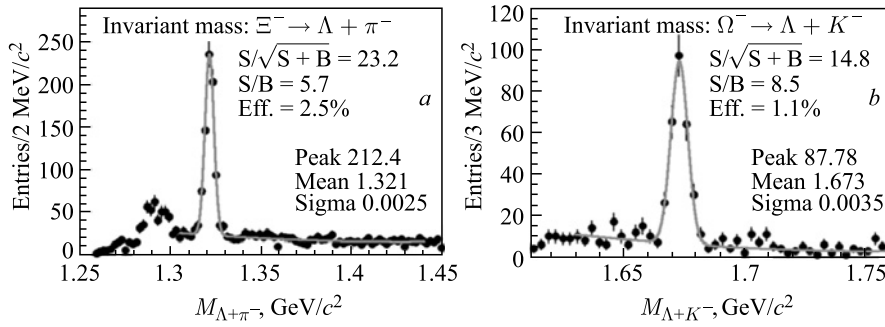 Invariant mass: Ξ⁻ → Λ + π⁻
S/√S + B = 23.2
S/B = 5.7
Eff. = 2.5%
a
Peak 212.4
Mean 1.321
Sigma 0.0025
Entries/2 MeV/c²
250
200
150
100
50
0
1.25 1.3 1.35 1.4 1.45
M_Λ+π⁻, GeV/c²
Invariant mass: Ω⁻ → Λ + K⁻
S/√S + B = 14.8
S/B = 8.5
Eff. = 1.1%
b
Peak 87.78
Mean 1.673
Sigma 0.0035
Entries/3 MeV/c²
120
100
80
60
40
20
0
1.65 1.7 1.75
M_Λ+K⁻, GeV/c²